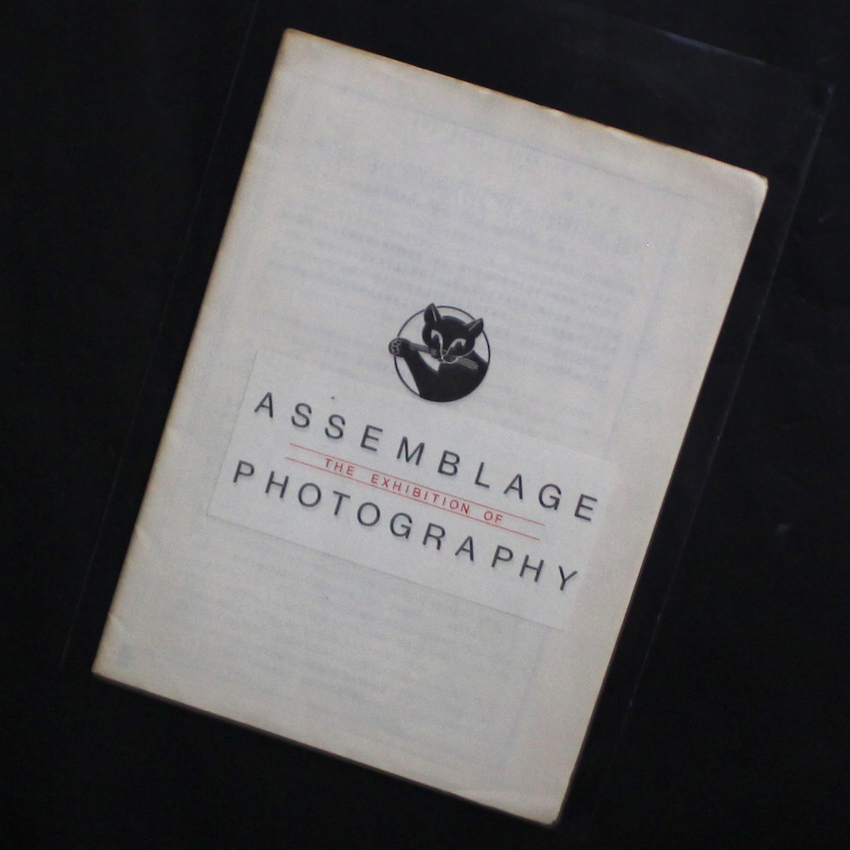 ASSEMBLAGE
THE EXHIBITION OF
PHOTOGRAPHY